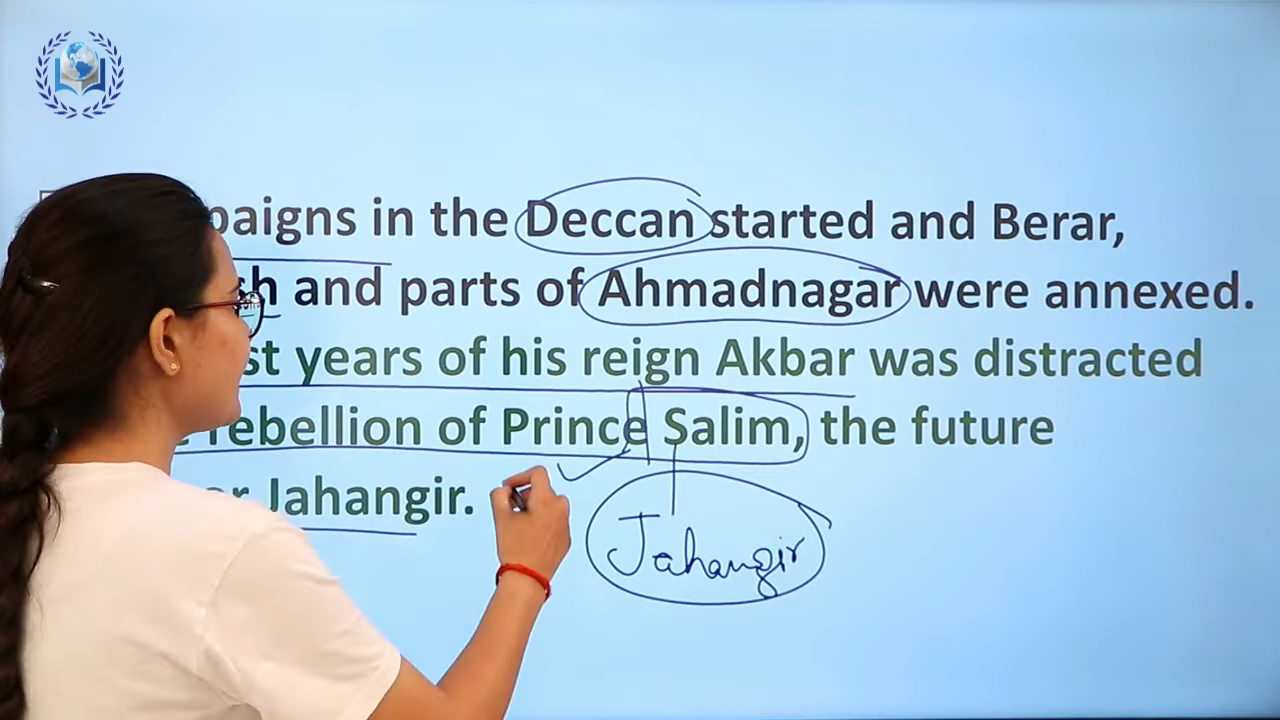 paigns in the Deccan started and Berar,
sh and parts of Ahmadnagar were annexed.
st years of his reign Akbar was distracted
rebellion of Prince Salim, the future
Jahangir.
Jahangir